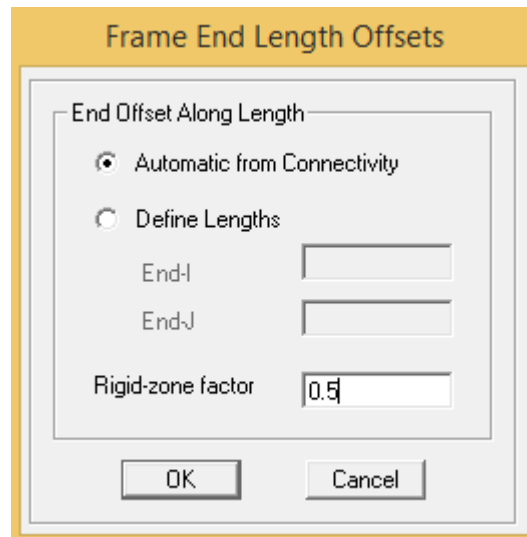 Frame End Length Offsets
End Offset Along Length
Automatic from Connectivity
Define Lengths
End-I
End-J
Rigid-zone factor
0.5
OK
Cancel